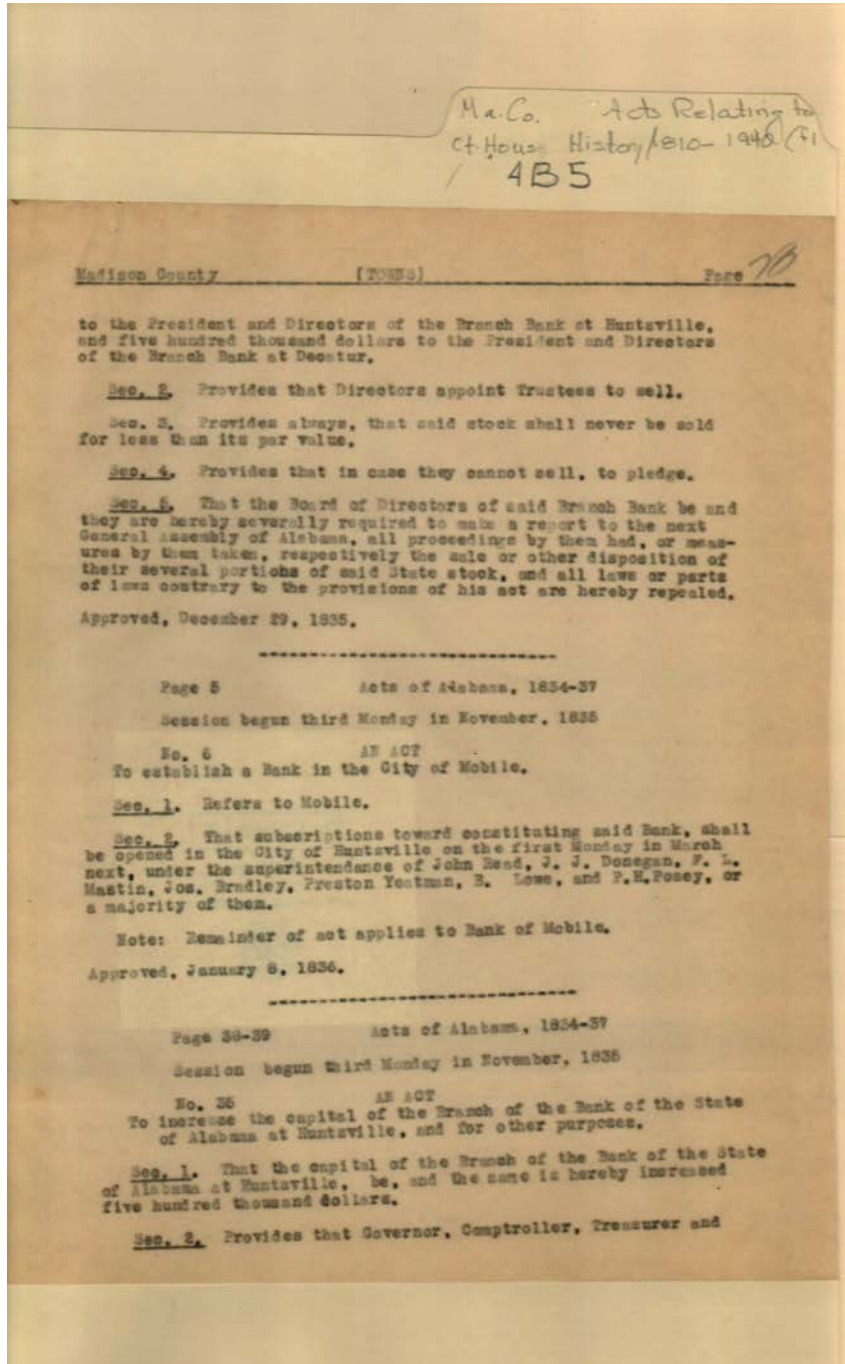 Ma. Co. Acts Relating to
Ct. House History 1810-1940 (F1
4B5
Madison County (TOWNS) Page 70
to the President and Directors of the Branch Bank at Huntsville,
and five hundred thousand dollars to the President and Directors
of the Branch Bank at Decatur.
Sec. 2. Provides that Directors appoint Trustees to sell.
Sec. 3. Provides always, that said stock shall never be sold
for less than its par value.
Sec. 4. Provides that in case they cannot sell, to pledge.
Sec. 5. That the Board of Directors of said Branch Bank be and
they are hereby severally required to make a report to the next
General Assembly of Alabama, all proceedings by them had, or meas-
ures by them taken, respectively the sale or other disposition of
their several portions of said State stock, and all laws or parts
of laws contrary to the provisions of his act are hereby repealed.
Approved, December 29, 1835.
Page 5 Acts of Alabama, 1834-37
Session begun third Monday in November, 1835
No. 6 AN ACT
To establish a Bank in the City of Mobile.
Sec. 1. Refers to Mobile.
Sec. 2. That subscriptions toward constituting said Bank, shall
be opened in the City of Huntsville on the first Monday in March
next, under the superintendance of John Read, J. J. Donegan, F. L.
Mastin, Jos. Bradley, Preston Yeatman, B. Lowe, and P.H.Posey, or
a majority of them.
Note: Remainder of act applies to Bank of Mobile.
Approved, January 8, 1836.
Page 38-39 Acts of Alabama, 1834-37
Session begun third Monday in November, 1835
No. 35 AN ACT
To increase the capital of the Branch of the Bank of the State
of Alabama at Huntsville, and for other purposes.
Sec. 1. That the capital of the Branch of the Bank of the State
of Alabama at Huntsville, be, and the same is hereby increased
five hundred thousand dollars.
Sec. 2. Provides that Governor, Comptroller, Treasurer and